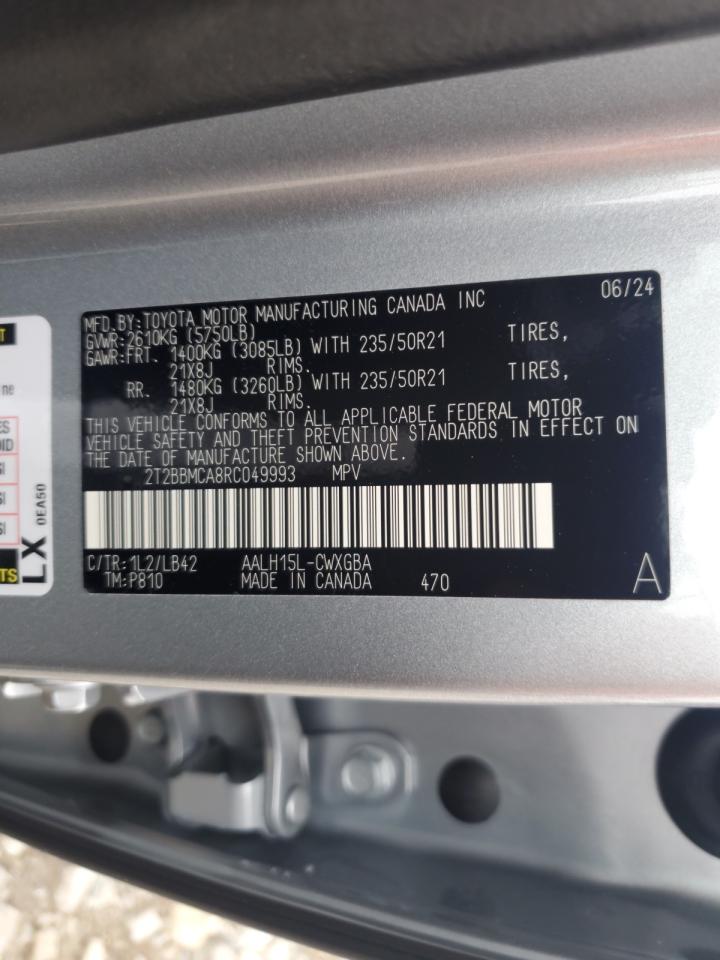 MFD.BY:TOYOTA MOTOR MANUFACTURING CANADA INC 06/24
GVWR:2610KG (5750LB)
GAWR:FRT. 1400KG (3085LB) WITH 235/50R21 TIRES,
21X8J RIMS.
RR. 1480KG (3260LB) WITH 235/50R21 TIRES,
21X8J RIMS.
THIS VEHICLE CONFORMS TO ALL APPLICABLE FEDERAL MOTOR
VEHICLE SAFETY AND THEFT PREVENTION STANDARDS IN EFFECT ON
THE DATE OF MANUFACTURE SHOWN ABOVE.
2T2BBMCA8RC049993 MPV
C/TR:1L2/LB42 AALH15L-CWXGBA
TM:P810 MADE IN CANADA 470
A
LX
0EA50